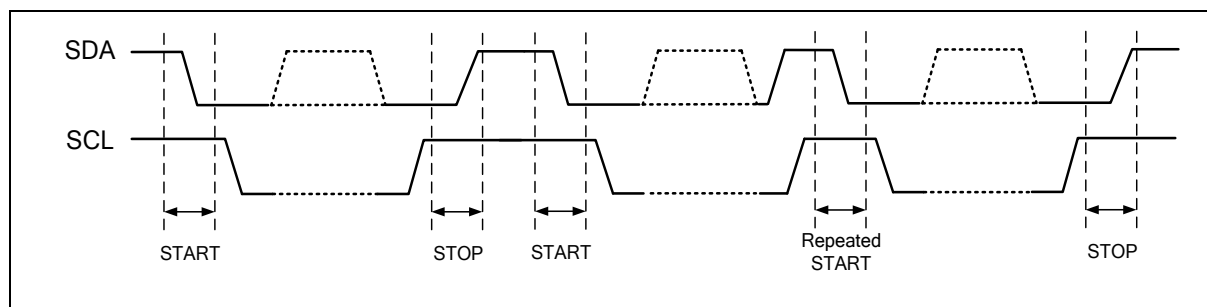 SDA
SCL
START
STOP
START
Repeated
START
STOP